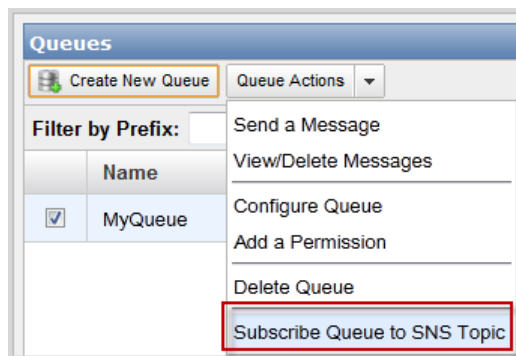 Queues
Create New Queue
Queue Actions
Filter by Prefix:
Send a Message
View/Delete Messages
Name
Configure Queue
MyQueue
Add a Permission
Delete Queue
Subscribe Queue to SNS Topic